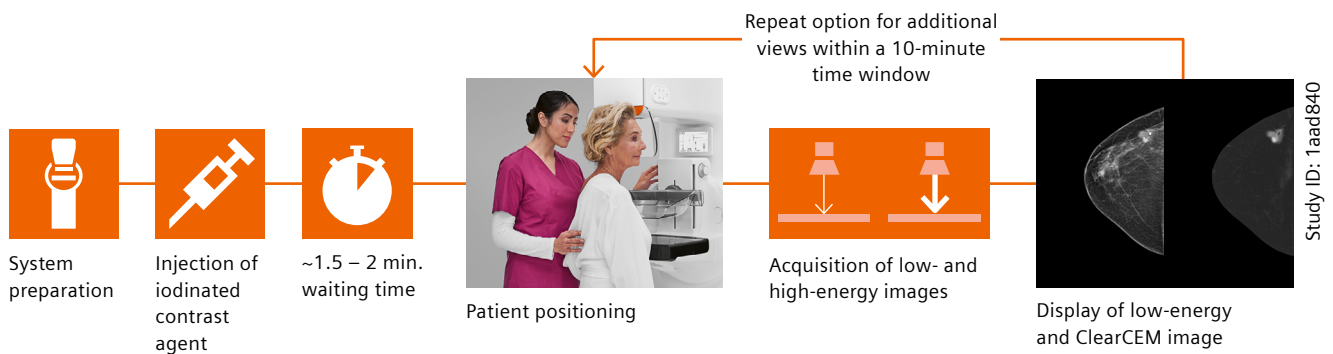 Repeat option for additional
views within a 10-minute
time window
System
preparation
Injection of
iodinated
contrast
agent
~1.5 – 2 min.
waiting time
Patient positioning
Acquisition of low- and
high-energy images
Display of low-energy
and ClearCEM image
Study ID: 1aad840